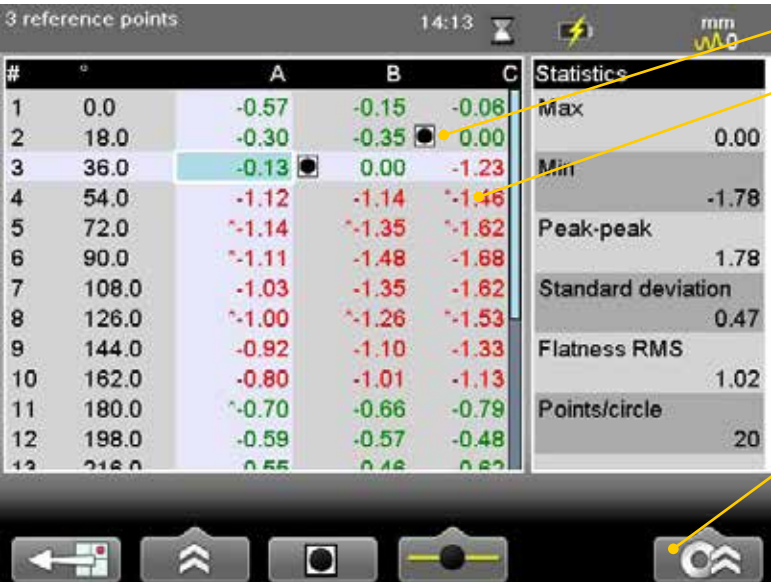 3 reference points 14:13 mm
0
# ° A B C Statistics
1 0.0 -0.57 -0.15 -0.06 Max
2 18.0 -0.30 -0.35 0.00 0.00
3 36.0 -0.13 0.00 -1.23 Min
4 54.0 -1.12 -1.14 *-1.46 -1.78
5 72.0 *-1.14 *-1.35 *-1.62 Peak-peak
6 90.0 *-1.11 -1.48 -1.68 1.78
7 108.0 -1.03 -1.35 -1.62 Standard deviation
8 126.0 *-1.00 *-1.26 *-1.53 0.47
9 144.0 -0.92 -1.10 -1.33 Flatness RMS
10 162.0 -0.80 -1.01 -1.13 1.02
11 180.0 *-0.70 -0.66 -0.79 Points/circle
12 198.0 -0.59 -0.57 -0.48 20